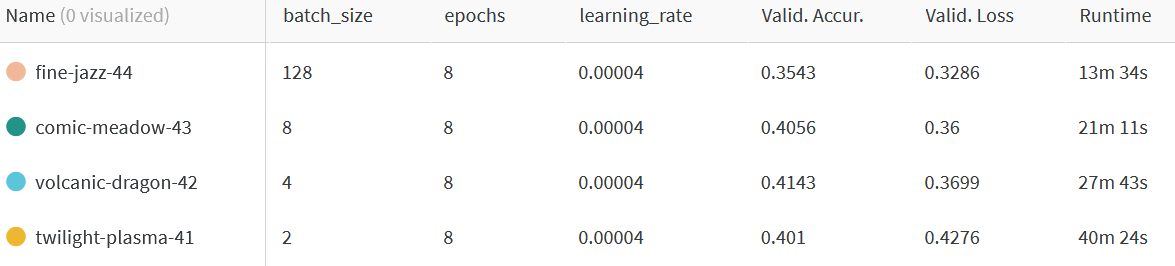 Name (0 visualized) batch_size epochs learning_rate Valid. Accur. Valid. Loss Runtime
fine-jazz-44 128 8 0.00004 0.3543 0.3286 13m 34s
comic-meadow-43 8 8 0.00004 0.4056 0.36 21m 11s
volcanic-dragon-42 4 8 0.00004 0.4143 0.3699 27m 43s
twilight-plasma-41 2 8 0.00004 0.401 0.4276 40m 24s